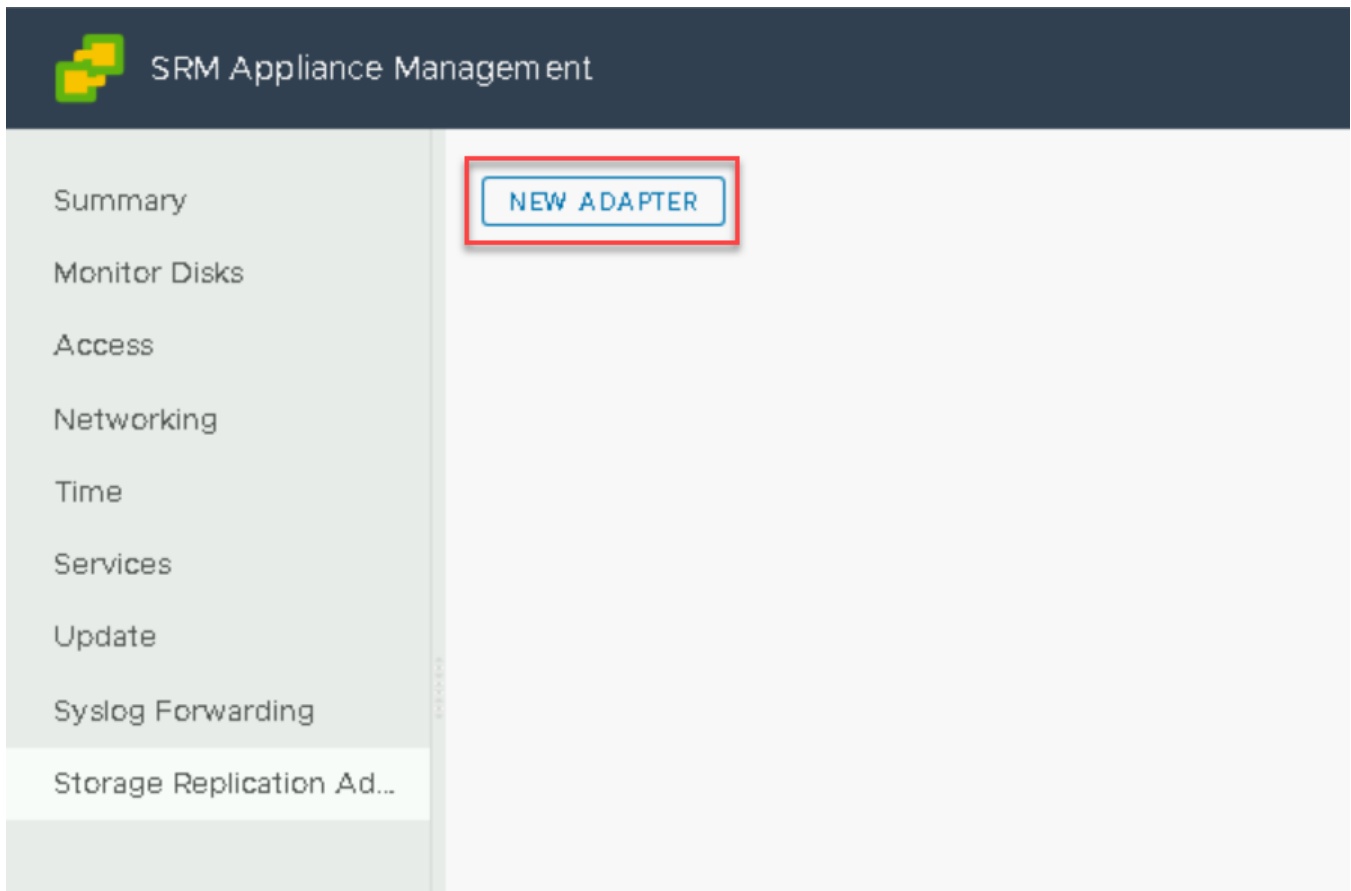 SRM Appliance Management
Summary
NEW ADAPTER
Monitor Disks
Access
Networking
Time
Services
Update
Syslog Forwarding
Storage Replication Ad...